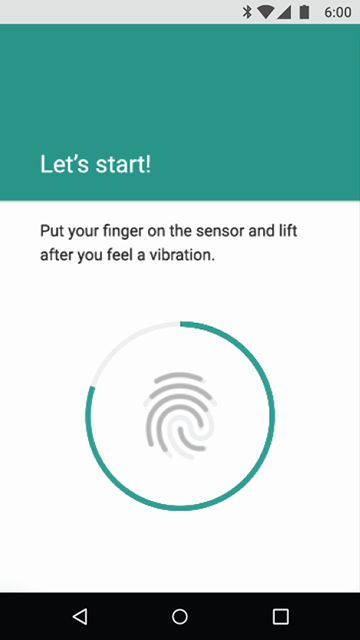 6:00
Let's start!
Put your finger on the sensor and lift
after you feel a vibration.